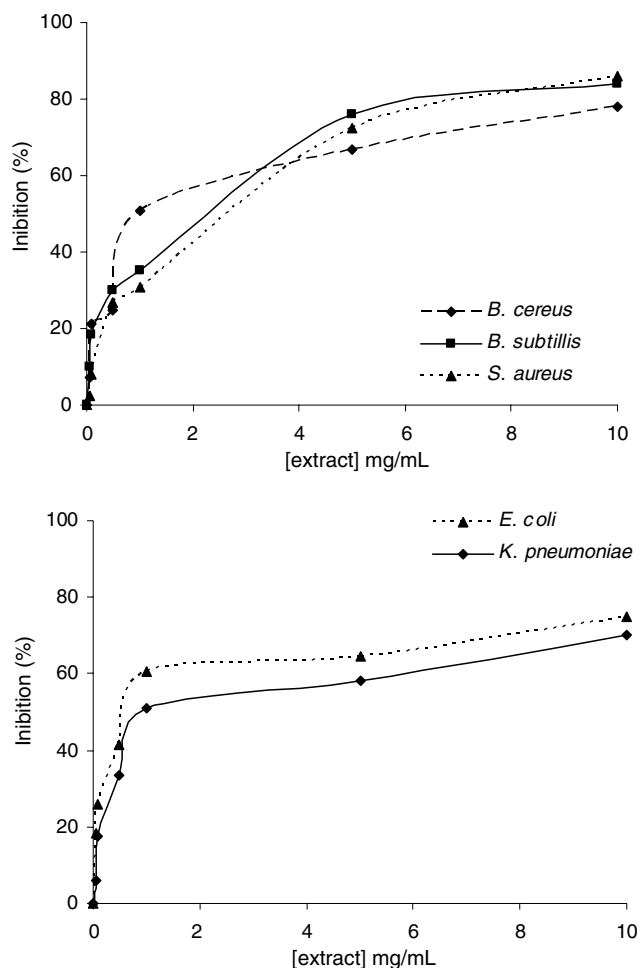 100
80
60
40
20
0
Inibition (%)
B. cereus
B. subtillis
S. aureus
0 2 4 6 8 10
[extract] mg/mL
100
80
60
40
20
0
Inibition (%)
E. coli
K. pneumoniae
0 2 4 6 8 10
[extract] mg/mL